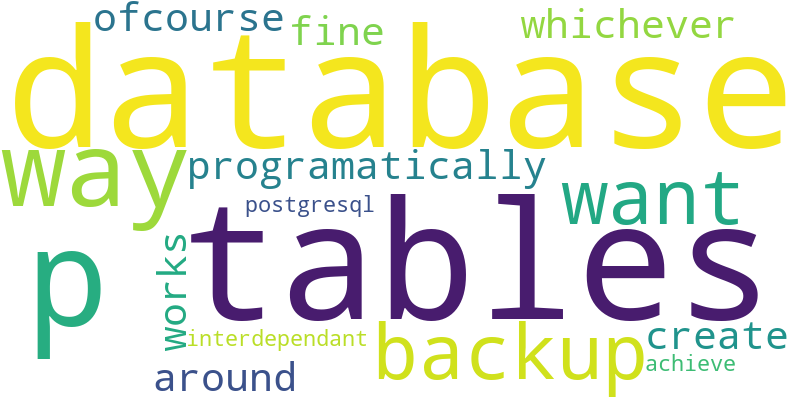 ofcourse
fine
whichever
database
way
programatically
want
postgresql
p
tables
works
interdependant
backup
create
around
achieve